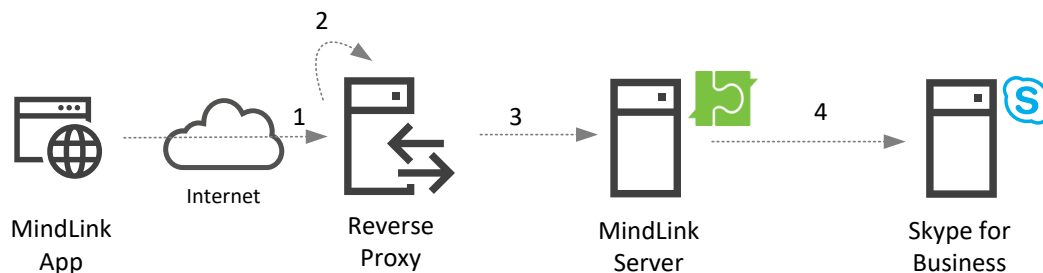 2
1
3
4
Internet
MindLink
App
Reverse
Proxy
MindLink
Server
Skype for
Business
S